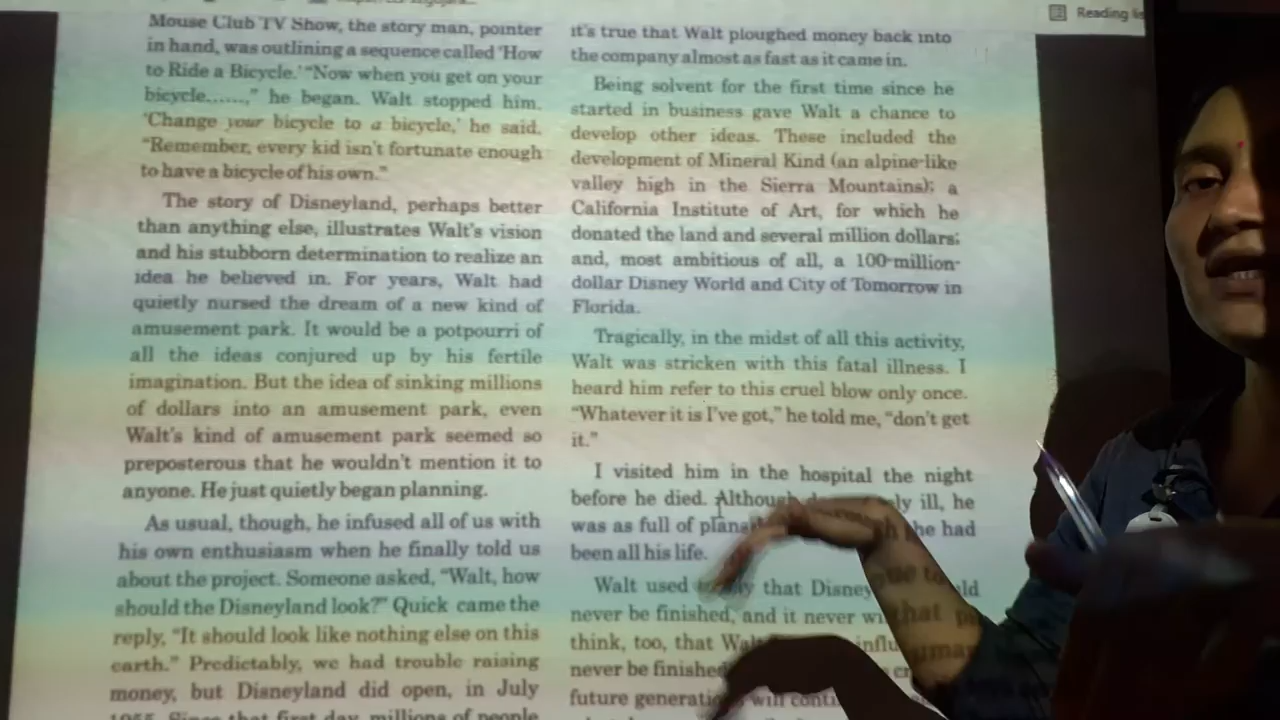 Reading
Mouse Club TV Show, the story man, pointer
in hand, was outlining a sequence called 'How
to Ride a Bicycle.' "Now when you get on your
bicycle......," he began. Walt stopped him.
'Change your bicycle to a bicycle,' he said.
"Remember, every kid isn't fortunate enough
to have a bicycle of his own."
The story of Disneyland, perhaps better
than anything else, illustrates Walt's vision
and his stubborn determination to realize an
idea he believed in. For years, Walt had
quietly nursed the dream of a new kind of
amusement park. It would be a potpourri of
all the ideas conjured up by his fertile
imagination. But the idea of sinking millions
of dollars into an amusement park, even
Walt's kind of amusement park seemed so
preposterous that he wouldn't mention it to
anyone. He just quietly began planning.
As usual, though, he infused all of us with
his own enthusiasm when he finally told us
about the project. Someone asked, "Walt, how
should the Disneyland look?" Quick came the
reply, "It should look like nothing else on this
earth." Predictably, we had trouble raising
money, but Disneyland did open, in July
1955. Since that first day, millions of people
it's true that Walt ploughed money back into
the company almost as fast as it came in.
Being solvent for the first time since he
started in business gave Walt a chance to
develop other ideas. These included the
development of Mineral Kind (an alpine-like
valley high in the Sierra Mountains); a
California Institute of Art, for which he
donated the land and several million dollars;
and, most ambitious of all, a 100-million-
dollar Disney World and City of Tomorrow in
Florida.
Tragically, in the midst of all this activity,
Walt was stricken with this fatal illness. I
heard him refer to this cruel blow only once.
"Whatever it is I've got," he told me, "don't get
it."
I visited him in the hospital the night
before he died. Although ill, he
was as full of plans he had
been all his life.
Walt used that
never be finished, and it never
think, too, that
never be finished
future will